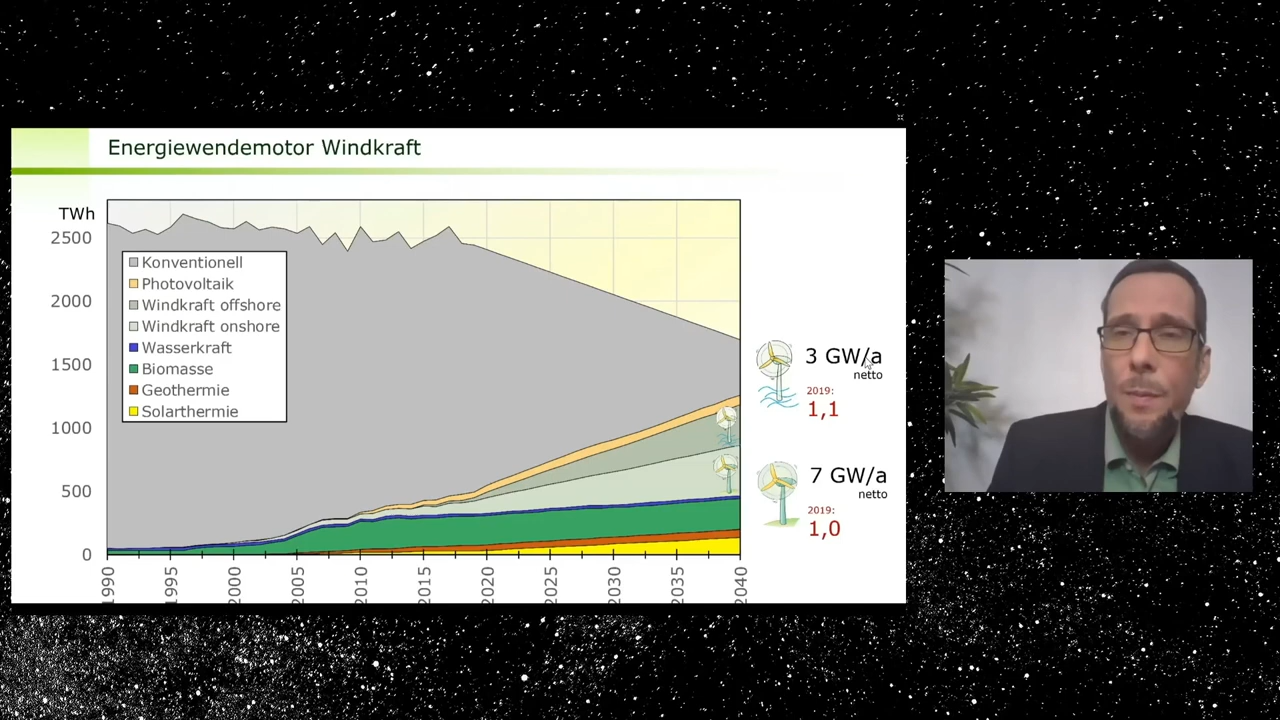 Energiewendemotor Windkraft
TWh
2500
2000
1500
1000
500
0
Konventionell
Photovoltaik
Windkraft offshore
Windkraft onshore
Wasserkraft
Biomasse
Geothermie
Solarthermie
1990
1995
2000
2005
2010
2015
2020
2025
2030
2035
2040
3 GW/a
netto
2019:
1,1
7 GW/a
netto
2019:
1,0